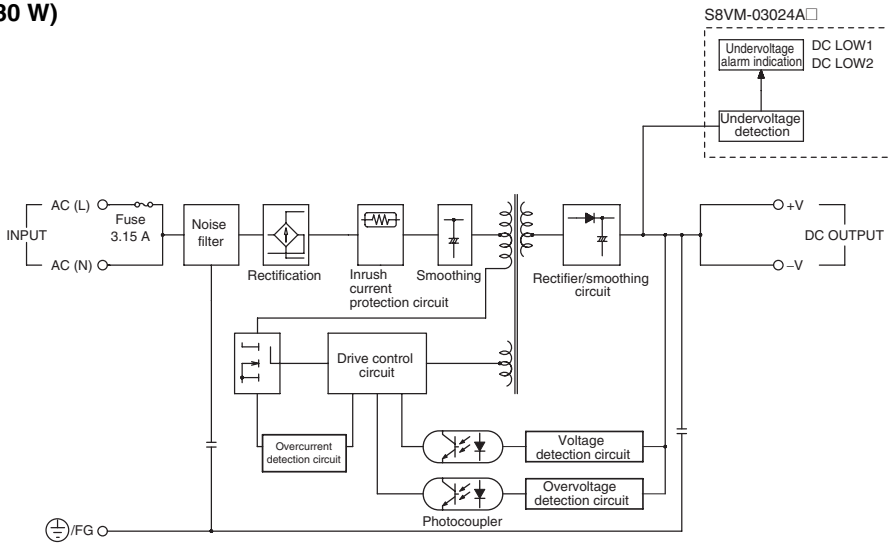 30 W)
S8VM-03024A□
Undervoltage
alarm indication
DC LOW1
DC LOW2
Undervoltage
detection
AC (L)
Fuse
3.15 A
INPUT
AC (N)
Noise
filter
Rectification
Inrush
current
protection circuit
Smoothing
Rectifier/smoothing
circuit
+V
DC OUTPUT
–V
Drive control
circuit
Overcurrent
detection circuit
Voltage
detection circuit
Overvoltage
detection circuit
Photocoupler
/FG